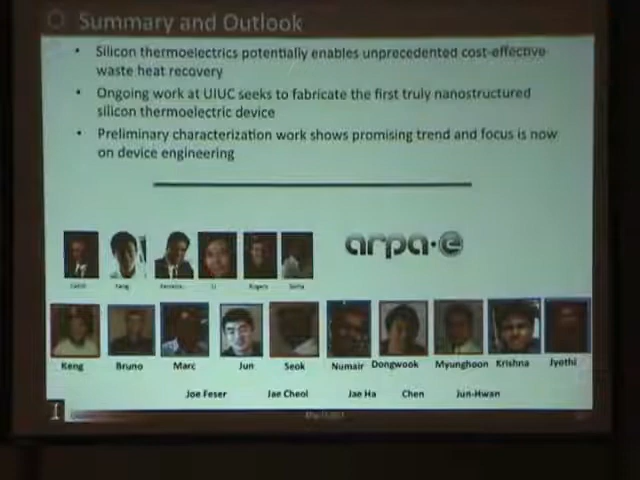 Summary and Outlook
• Silicon thermoelectrics potentially enables unprecedented cost-effective
waste heat recovery
• Ongoing work at UIUC seeks to fabricate the first truly nanostructured
silicon thermoelectric device
• Preliminary characterization work shows promising trend and focus is now
on device engineering
arpa·e
Li Rogers
Keng Bruno Marc Jun Seok Numair Dongwook Myunghoon Krishna Jyothi
Joe Feser Jae Cheol Jae Ha Chen Jun-Hwan
I